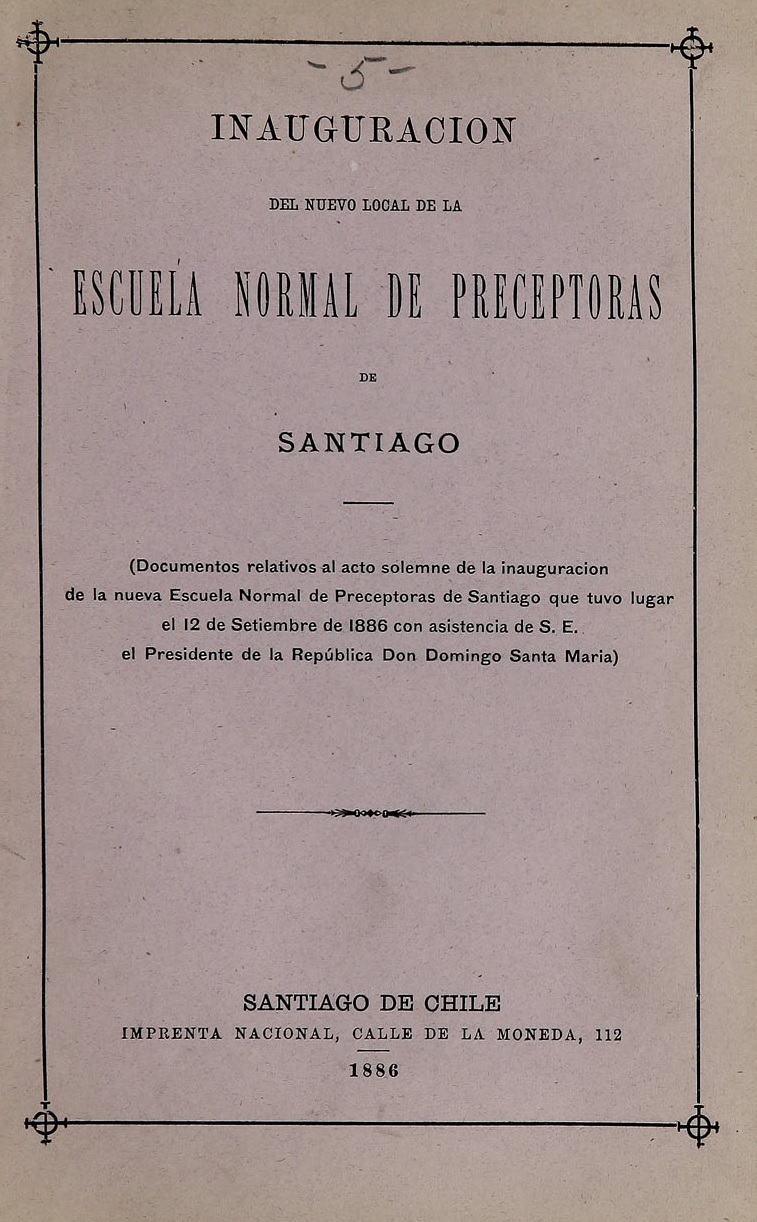 - 5 -
INAUGURACION
DEL NUEVO LOCAL DE LA
ESCUELA NORMAL DE PRECEPTORAS
DE
SANTIAGO
(Documentos relativos al acto solemne de la inauguracion
de la nueva Escuela Normal de Preceptoras de Santiago que tuvo lugar
el 12 de Setiembre de 1886 con asistencia de S. E.
el Presidente de la República Don Domingo Santa Maria)
SANTIAGO DE CHILE
IMPRENTA NACIONAL, CALLE DE LA MONEDA, 112
1886